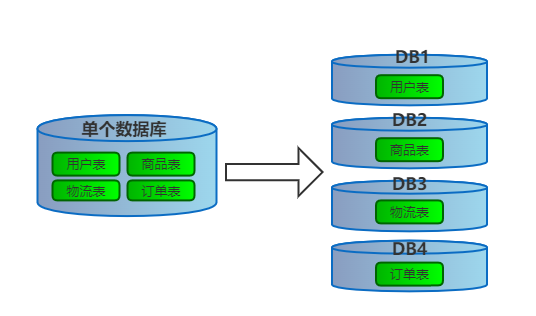 单个数据库
用户表 商品表
物流表 订单表
DB1
用户表
DB2
商品表
DB3
物流表
DB4
订单表